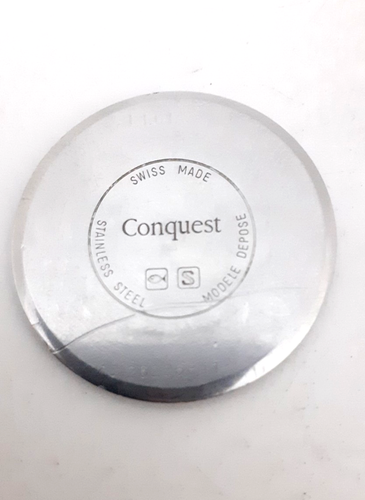 SWISS MADE
Conquest
S
STAINLESS STEEL
MODELE DEPOSE